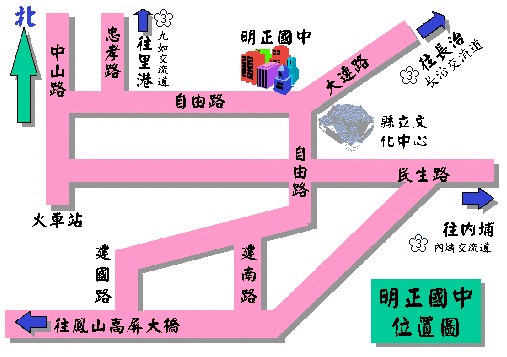 北
中山路
忠孝路
往里港
3
九如交流道
明正國中
大連路
往長治
3
長治交流道
自由路
縣立文
化中心
自由路
民生路
火車站
往內埔
3
內埔交流道
建國路
建南路
往鳳山高屏大橋
明正國中
位置圖